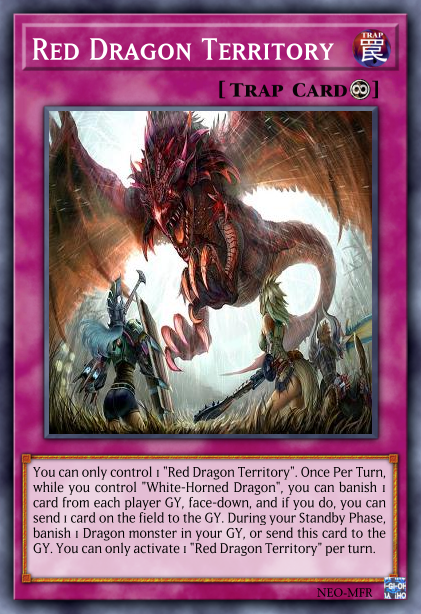 RED DRAGON TERRITORY
TRAP
罠
[TRAP CARD]
You can only control 1 "Red Dragon Territory". Once Per Turn,
while you control "White-Horned Dragon", you can banish 1
card from each player GY, face-down, and if you do, you can
send 1 card on the field to the GY. During your Standby Phase,
banish 1 Dragon monster in your GY, or send this card to the
GY. You can only activate 1 "Red Dragon Territory" per turn.
NEO-MFR